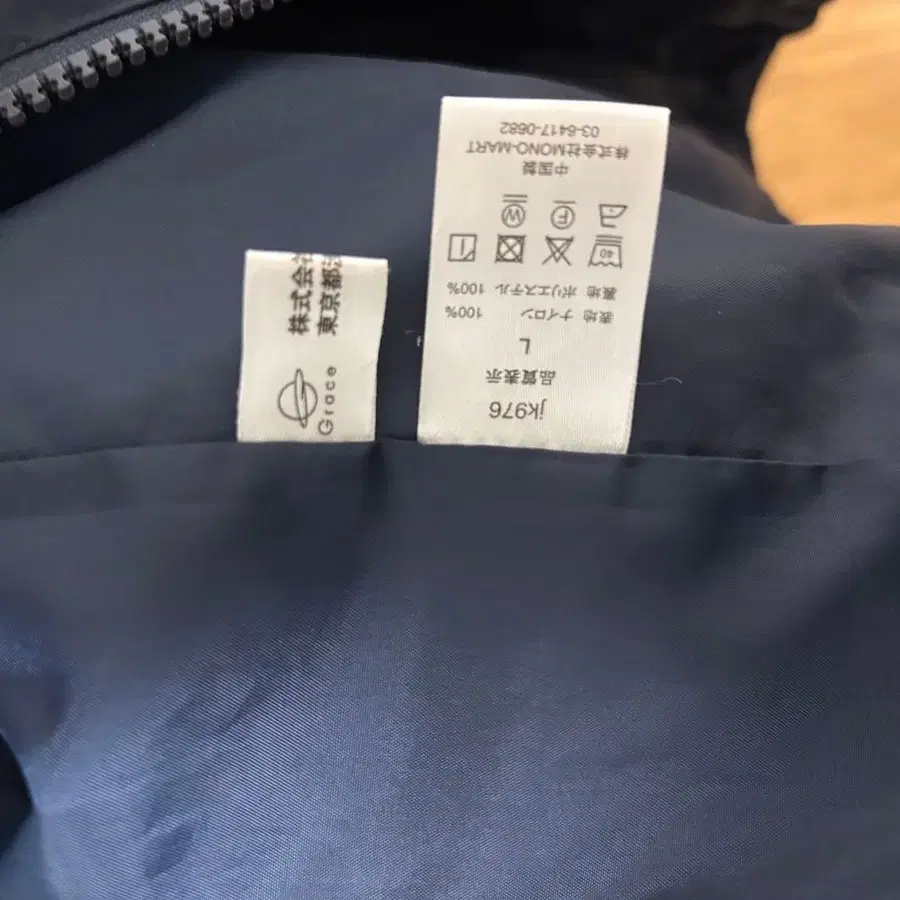 jk976
品質表示
L
表地 ナイロン 100%
裏地 ポリエステル 100%
40
F W
中国製
株式会社MONO-MART
03-6417-0682
Grace
株式会社
東京都江